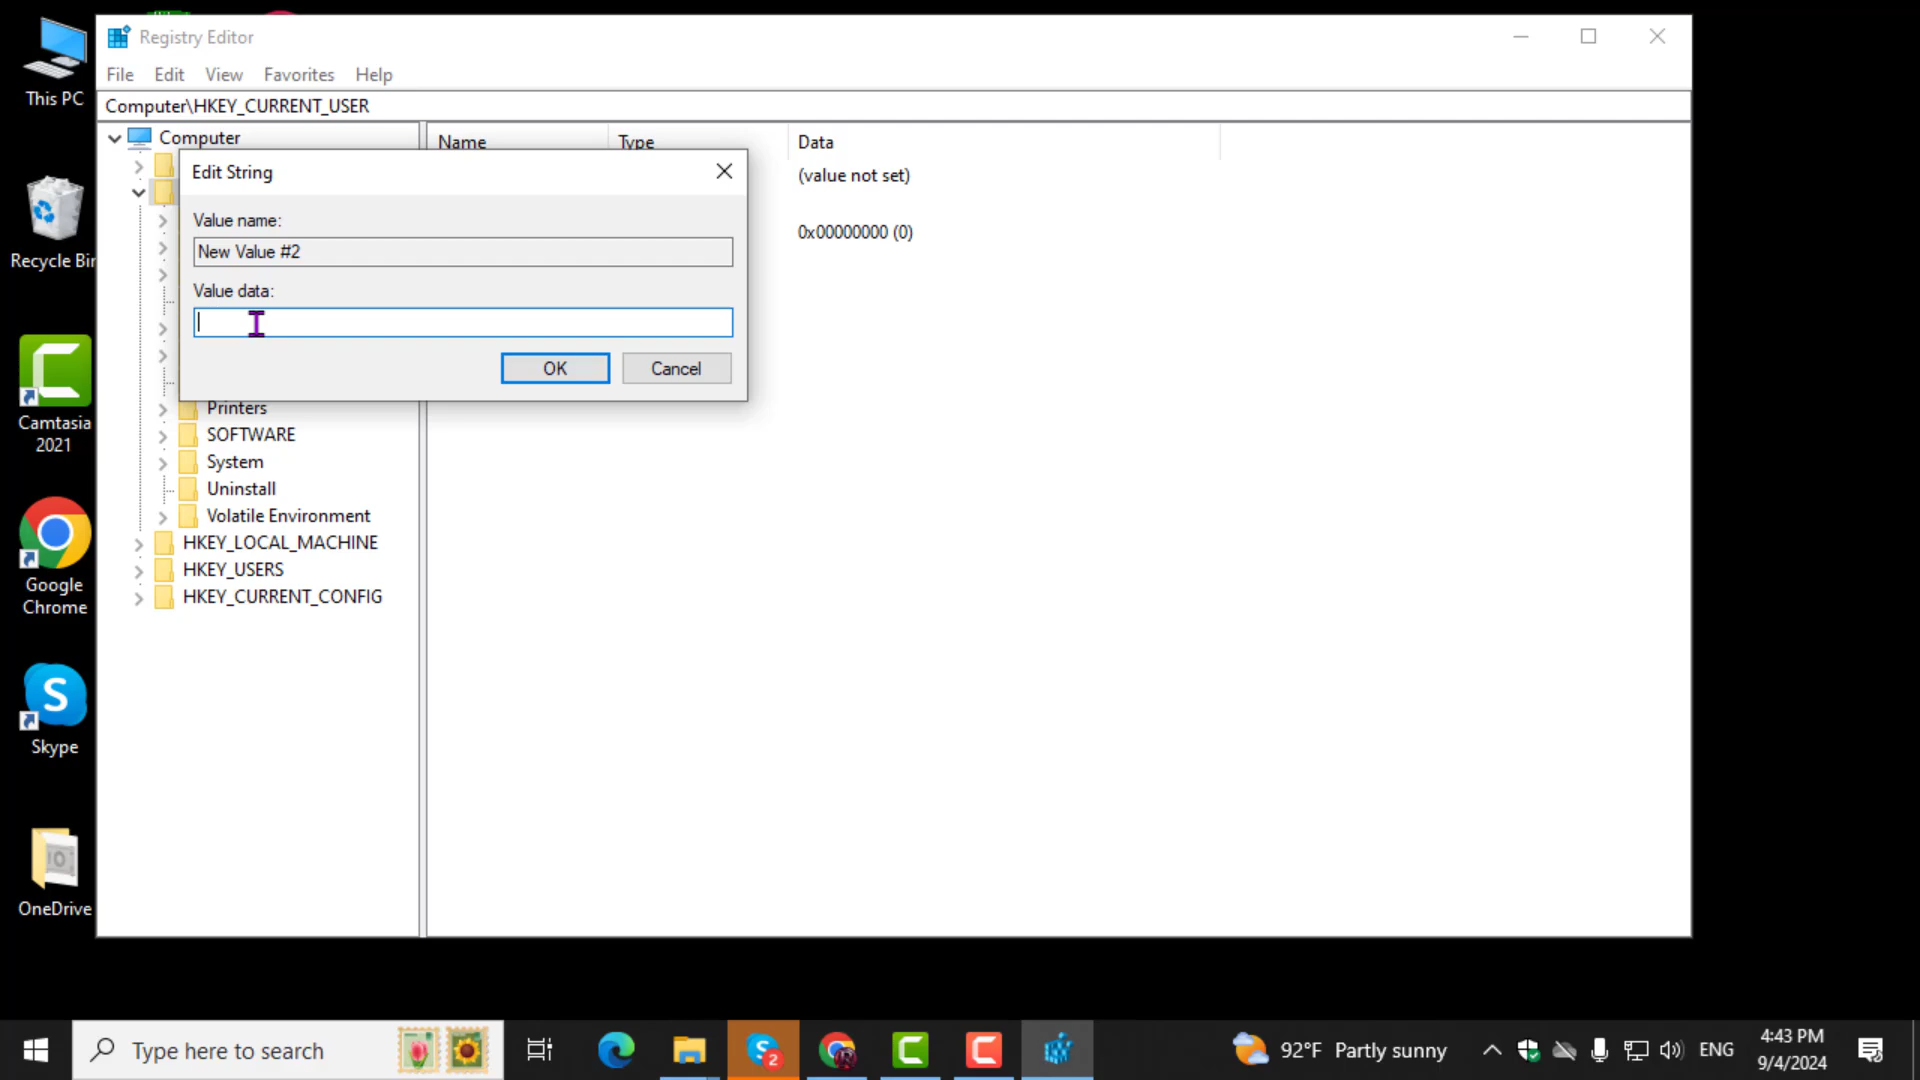 This PC
Recycle Bin
Camtasia
2021
Google
Chrome
Skype
OneDrive
Registry Editor
File Edit View Favorites Help
Computer\HKEY_CURRENT_USER
Computer
Name Type Data
(value not set)
0x00000000 (0)
Edit String
Value name:
New Value #2
Value data:
OK Cancel
Printers
SOFTWARE
System
Uninstall
Volatile Environment
HKEY_LOCAL_MACHINE
HKEY_USERS
HKEY_CURRENT_CONFIG
Type here to search
2
92°F Partly sunny
ENG
4:43 PM
9/4/2024